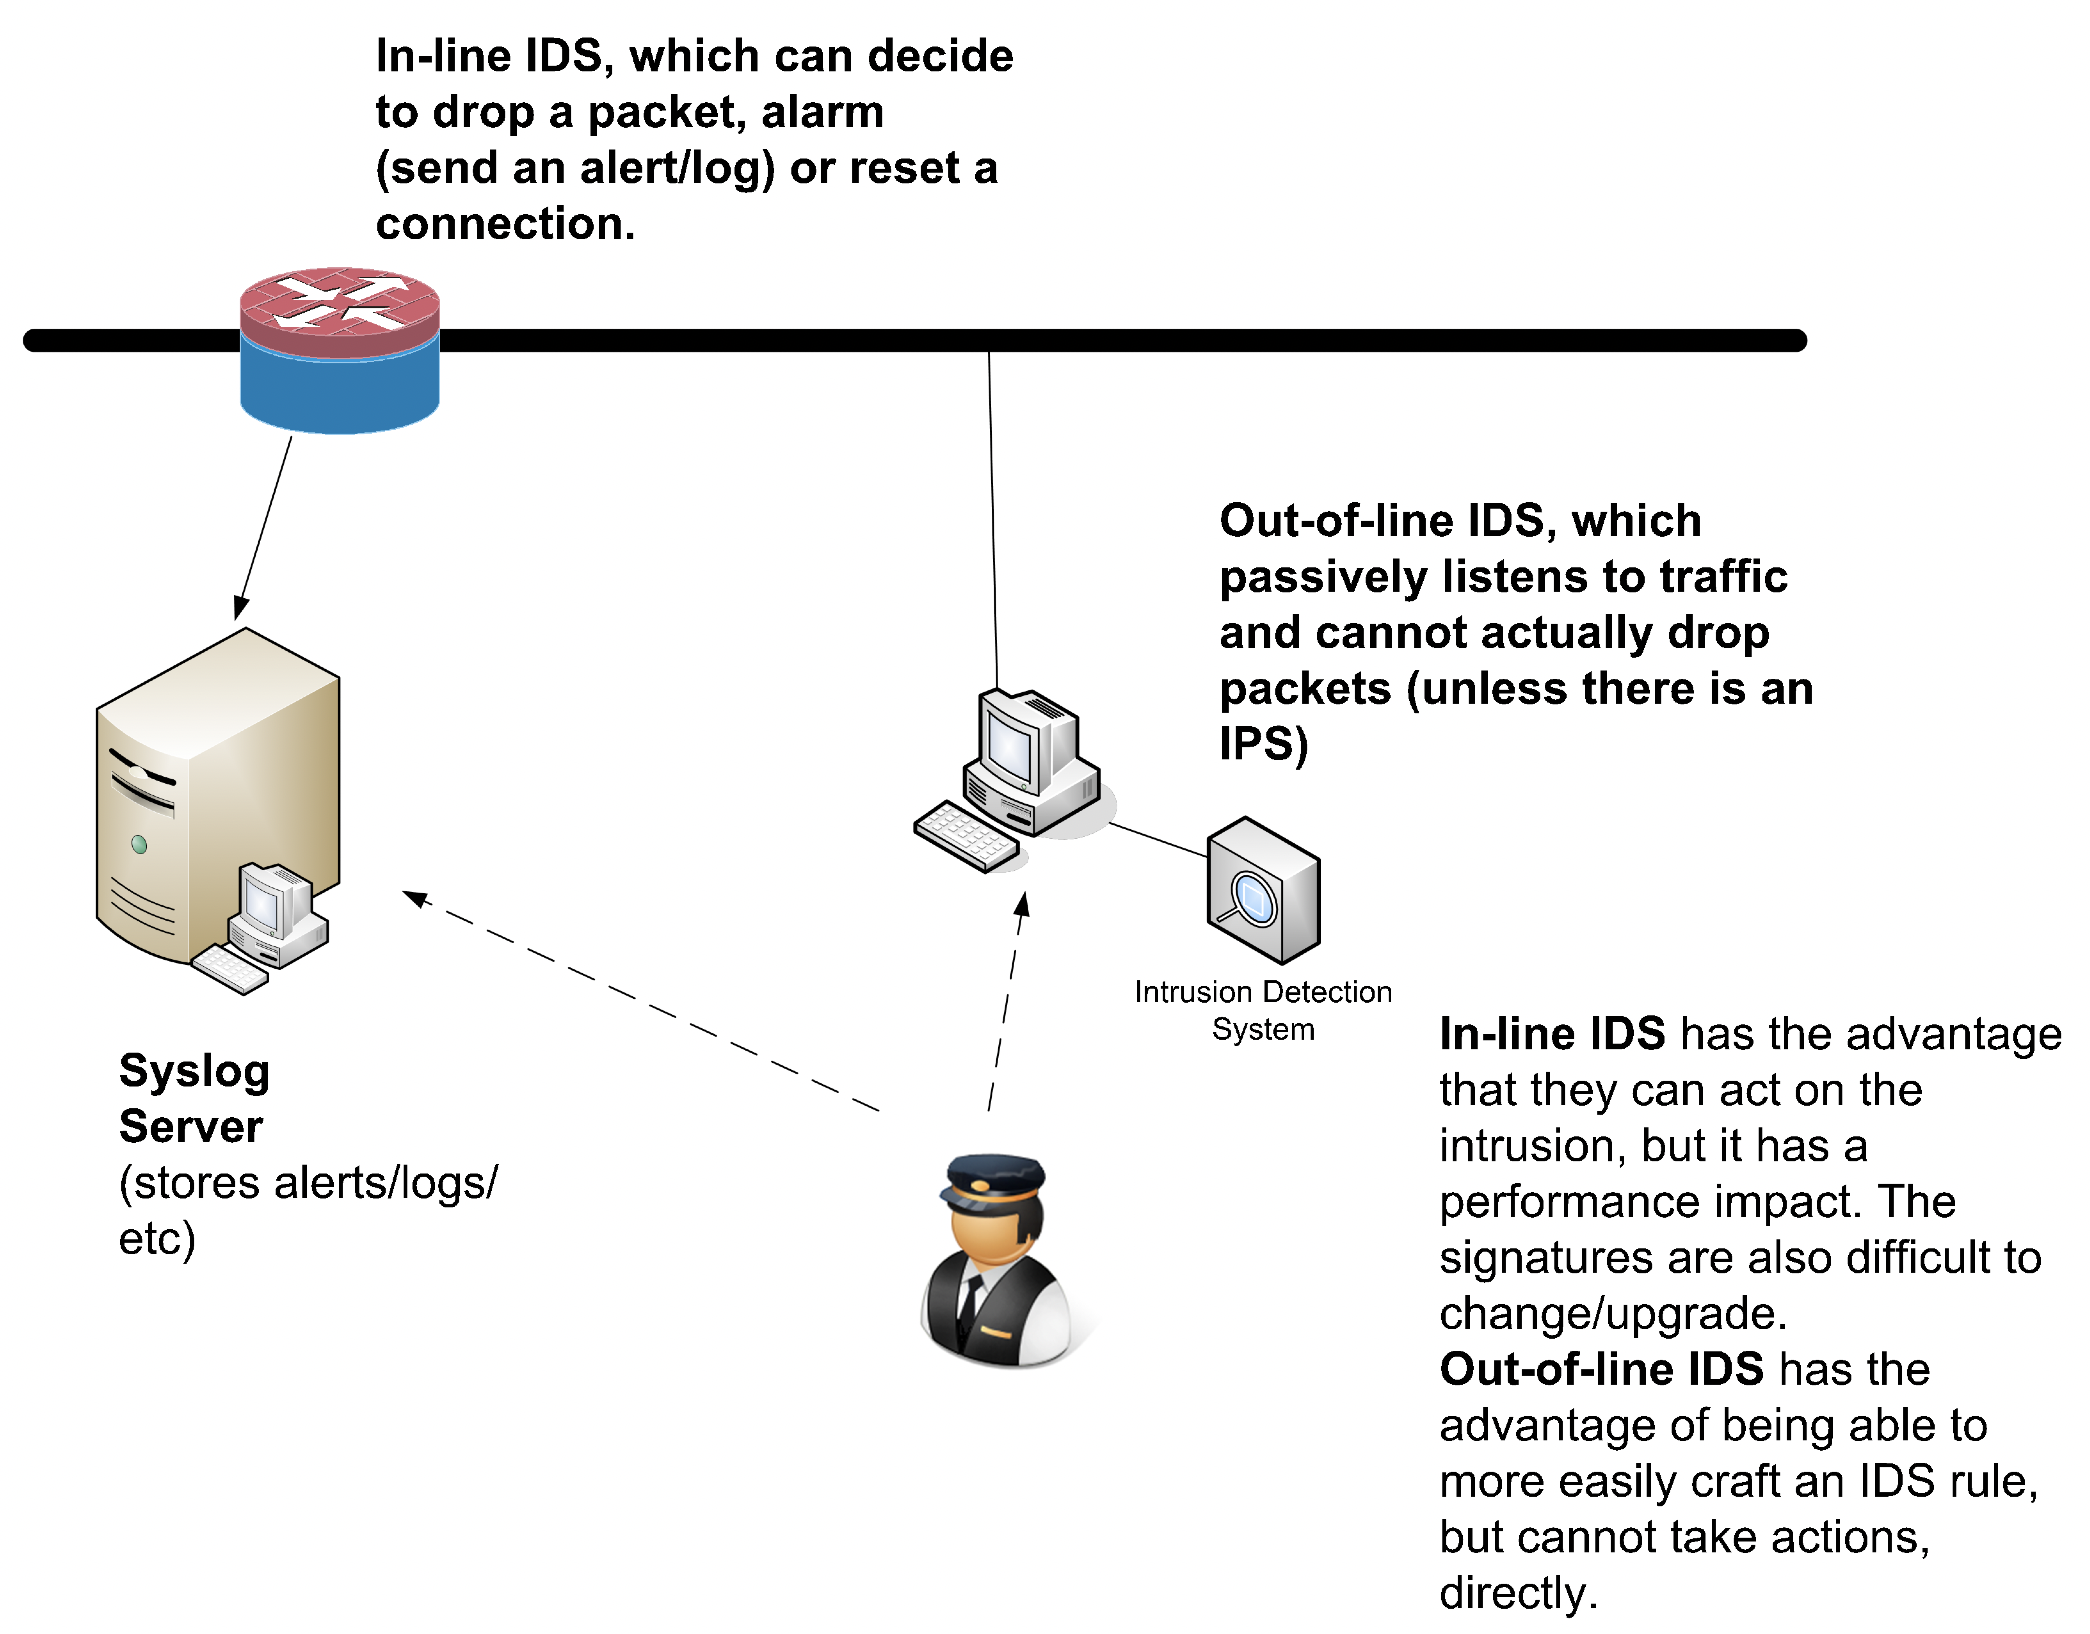 In-line IDS, which can decide
to drop a packet, alarm
(send an alert/log) or reset a
connection.
Out-of-line IDS, which
passively listens to traffic
and cannot actually drop
packets (unless there is an
IPS)
Intrusion Detection
System
Syslog
Server
(stores alerts/logs/
etc)
In-line IDS has the advantage
that they can act on the
intrusion, but it has a
performance impact. The
signatures are also difficult to
change/upgrade.
Out-of-line IDS has the
advantage of being able to
more easily craft an IDS rule,
but cannot take actions,
directly.